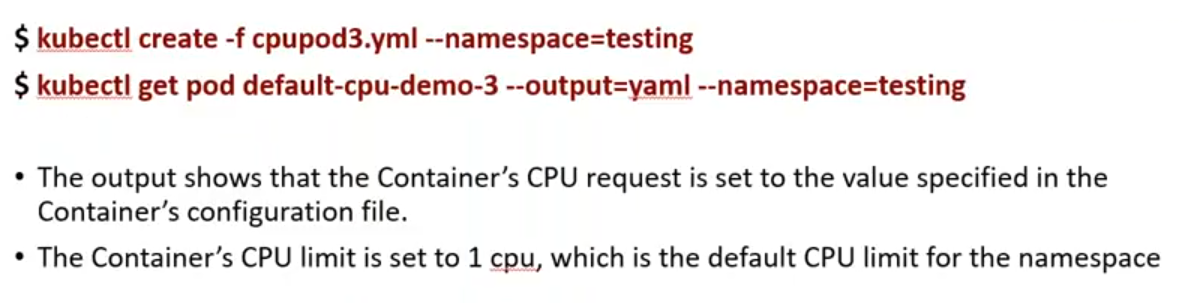 $ kubectl create -f cpupod3.yml --namespace=testing
$ kubectl get pod default-cpu-demo-3 --output=yaml --namespace=testing
• The output shows that the Container’s CPU request is set to the value specified in the
Container’s configuration file.
• The Container’s CPU limit is set to 1 cpu, which is the default CPU limit for the namespace